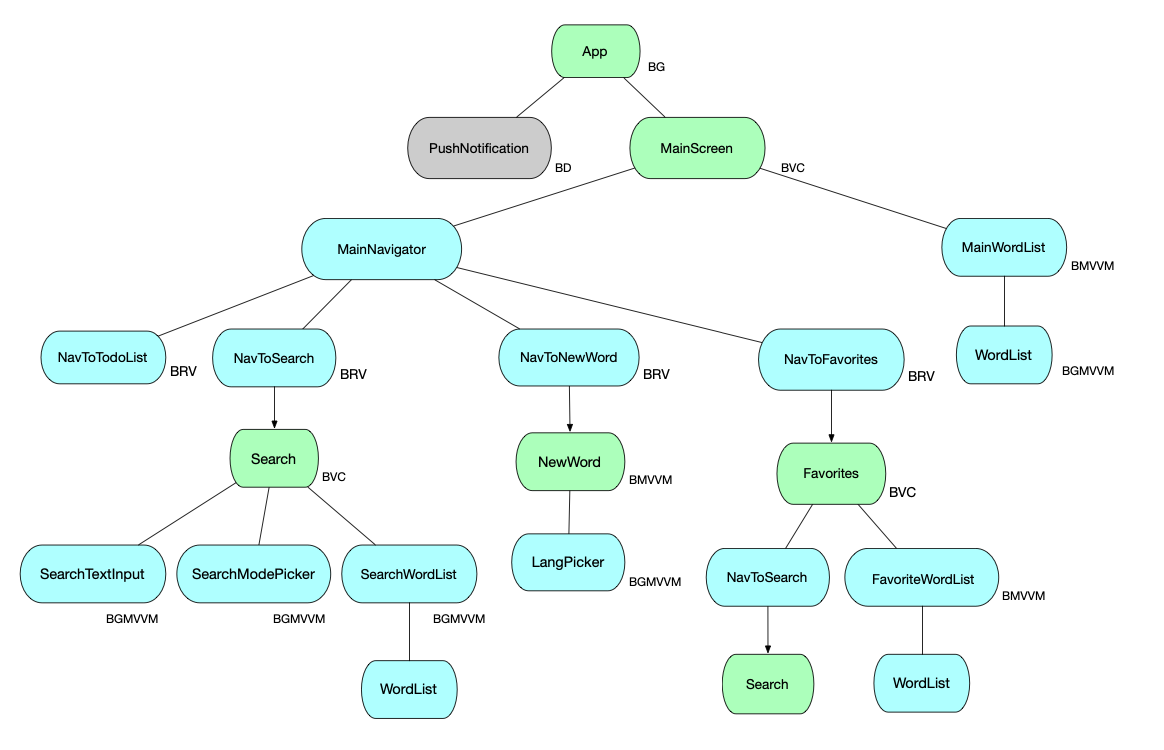 App
BG
PushNotification
BD
MainScreen
BVC
MainNavigator
MainWordList
BMVVM
NavToTodoList
BRV
NavToSearch
BRV
NavToNewWord
BRV
NavToFavorites
BRV
WordList
BGMVVM
Search
BVC
NewWord
BMVVM
Favorites
BVC
SearchTextInput
BGMVVM
SearchModePicker
BGMVVM
SearchWordList
BGMVVM
LangPicker
BGMVVM
NavToSearch
FavoriteWordList
BMVVM
WordList
Search
WordList